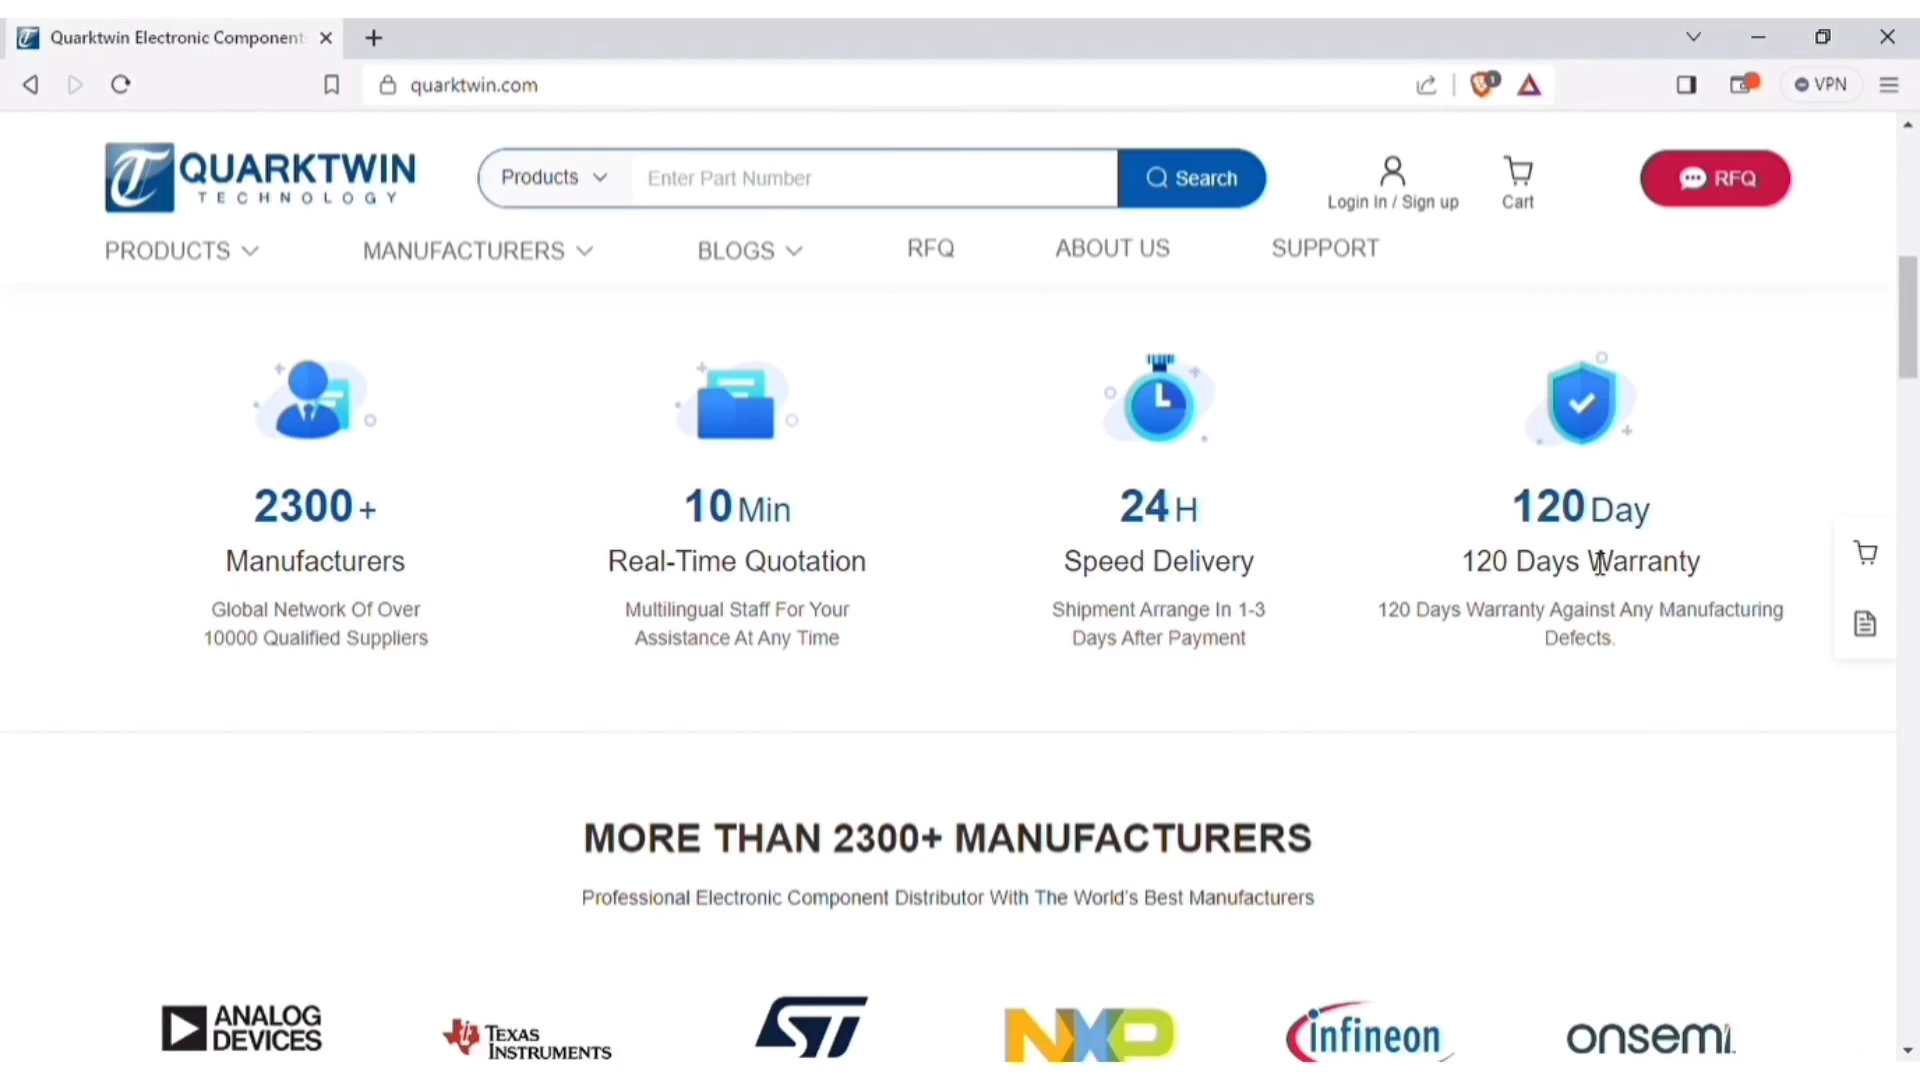 Quarktwin Electronic Component
quarktwin.com
1
VPN
QUARKTWIN
TECHNOLOGY
Products
Enter Part Number
Search
Login In / Sign up
Cart
RFQ
PRODUCTS
MANUFACTURERS
BLOGS
RFQ
ABOUT US
SUPPORT
2300+
Manufacturers
Global Network Of Over
10000 Qualified Suppliers
10 Min
Real-Time Quotation
Multilingual Staff For Your
Assistance At Any Time
24 H
Speed Delivery
Shipment Arrange In 1-3
Days After Payment
120 Day
120 Days Warranty
120 Days Warranty Against Any Manufacturing
Defects.
MORE THAN 2300+ MANUFACTURERS
Professional Electronic Component Distributor With The World's Best Manufacturers
ANALOG
DEVICES
TEXAS
INSTRUMENTS
ST
NXP
infineon
onsemi